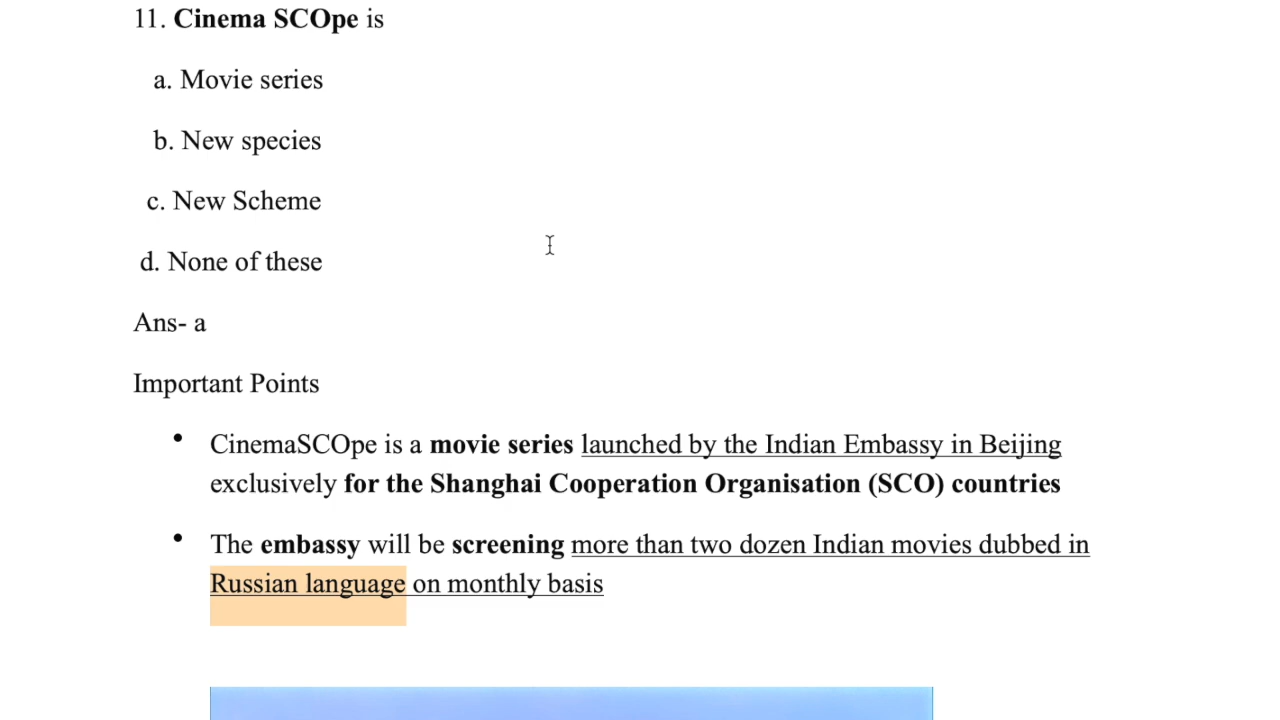 11. Cinema SCOpe is
a. Movie series
b. New species
c. New Scheme
d. None of these
Ans- a
Important Points
• CinemaSCOpe is a movie series launched by the Indian Embassy in Beijing
exclusively for the Shanghai Cooperation Organisation (SCO) countries
• The embassy will be screening more than two dozen Indian movies dubbed in
Russian language on monthly basis